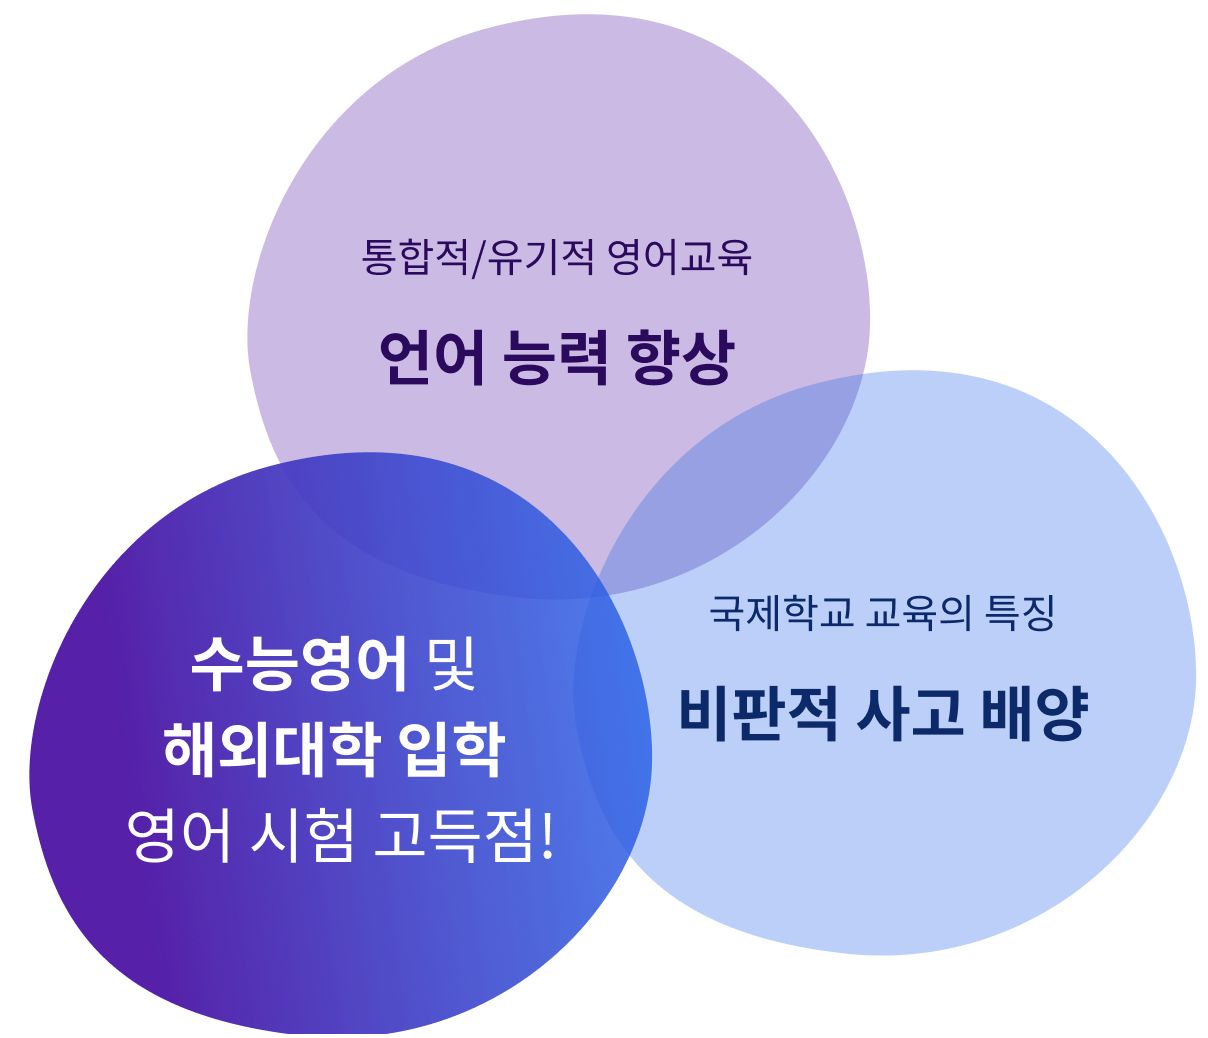 통합적/유기적 영어교육
언어 능력 향상
국제학교 교육의 특징
비판적 사고 배양
수능영어 및
해외대학 입학
영어 시험 고득점!